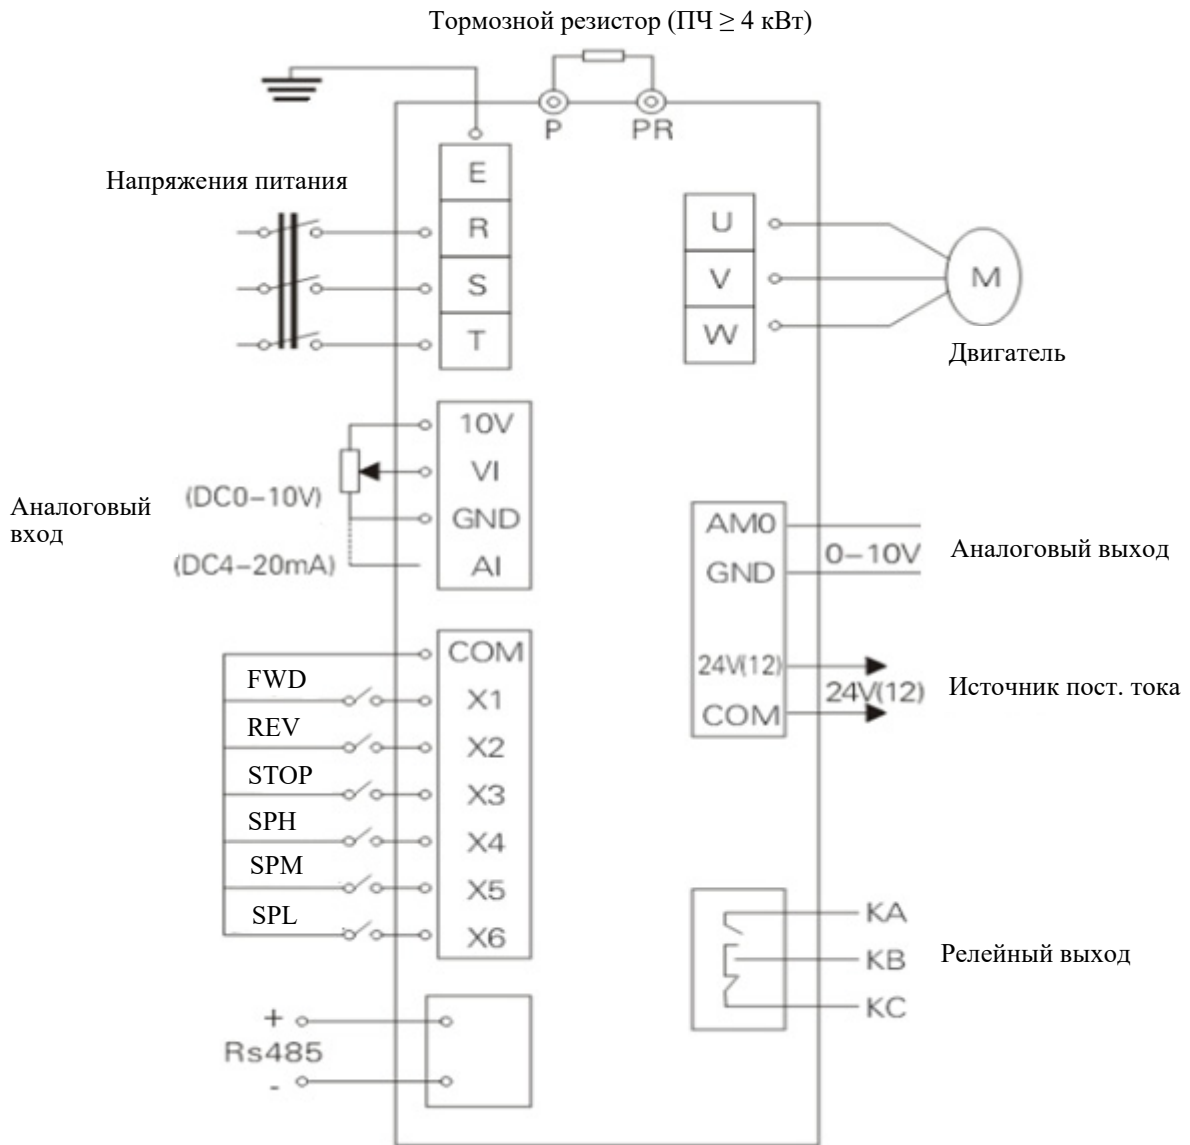 Тормозной резистор (ПЧ ≥ 4 кВт)
P
PR
Напряжения питания
E
R
S
T
U
V
W
M
Двигатель
10V
VI
GND
AI
(DC0-10V)
(DC4-20mA)
Аналоговый
вход
AM0
GND
0-10V
Аналоговый выход
24V(12)
COM
24V(12)
Источник пост. тока
COM
FWD
X1
REV
X2
STOP
X3
SPH
X4
SPM
X5
SPL
X6
KA
KB
KC
Релейный выход
+
Rs485
-